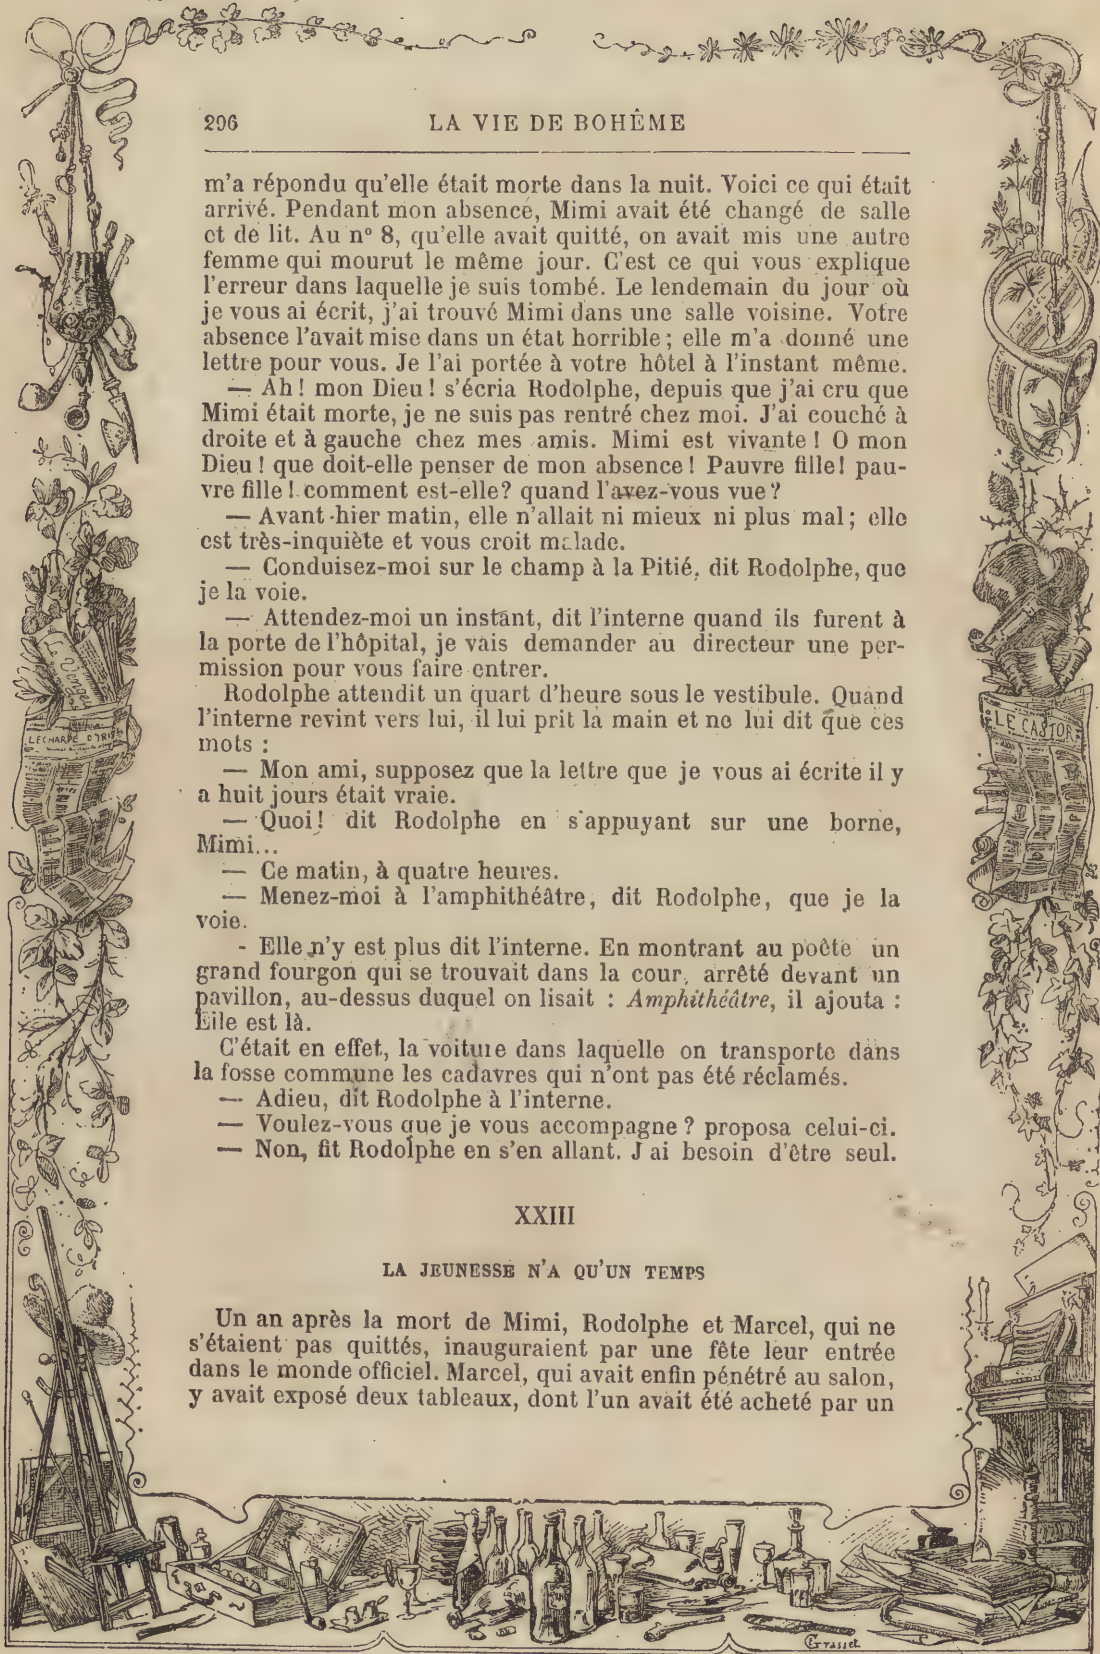 296 LA VIE DE BOHÊME
m'a répondu qu'elle était morte dans la nuit. Voici ce qui était
arrivé. Pendant mon absence, Mimi avait été changé de salle
et de lit. Au n° 8, qu'elle avait quitté, on avait mis une autre
femme qui mourut le même jour. C'est ce qui vous explique
l'erreur dans laquelle je suis tombé. Le lendemain du jour où
je vous ai écrit, j'ai trouvé Mimi dans une salle voisine. Votre
absence l'avait mise dans un état horrible ; elle m'a donné une
lettre pour vous. Je l'ai portée à votre hôtel à l'instant même.
— Ah ! mon Dieu ! s'écria Rodolphe, depuis que j'ai cru que
Mimi était morte, je ne suis pas rentré chez moi. J'ai couché à
droite et à gauche chez mes amis. Mimi est vivante ! O mon
Dieu ! que doit-elle penser de mon absence ! Pauvre fille! pau-
vre fille ! comment est-elle? quand l'avez-vous vue ?
— Avant-hier matin, elle n'allait ni mieux ni plus mal ; elle
est très-inquiète et vous croit malade.
— Conduisez-moi sur le champ à la Pitié, dit Rodolphe, que
je la voie.
— Attendez-moi un instant, dit l'interne quand ils furent à
la porte de l'hôpital, je vais demander au directeur une per-
mission pour vous faire entrer.
Rodolphe attendit un quart d'heure sous le vestibule. Quand
l'interne revint vers lui, il lui prit la main et ne lui dit que ces
mots :
— Mon ami, supposez que la lettre que je vous ai écrite il y
a huit jours était vraie.
— Quoi! dit Rodolphe en s'appuyant sur une borne,
Mimi...
— Ce matin, à quatre heures.
— Menez-moi à l'amphithéâtre, dit Rodolphe, que je la
voie.
- Elle n'y est plus dit l'interne. En montrant au poête un
grand fourgon qui se trouvait dans la cour, arrêté devant un
pavillon, au-dessus duquel on lisait : Amphithéâtre, il ajouta :
Elle est là.
C'était en effet, la voiture dans laquelle on transporte dans
la fosse commune les cadavres qui n'ont pas été réclamés.
— Adieu, dit Rodolphe à l'interne.
— Voulez-vous que je vous accompagne ? proposa celui-ci.
— Non, fit Rodolphe en s'en allant. J ai besoin d'être seul.
XXIII
LA JEUNESSE N'A QU'UN TEMPS
Un an après la mort de Mimi, Rodolphe et Marcel, qui ne
s'étaient pas quittés, inauguraient par une fête leur entrée
dans le monde officiel. Marcel, qui avait enfin pénétré au salon,
y avait exposé deux tableaux, dont l'un avait été acheté par un
LECHARPE D'IRIS
LE CASTOR
Grasset